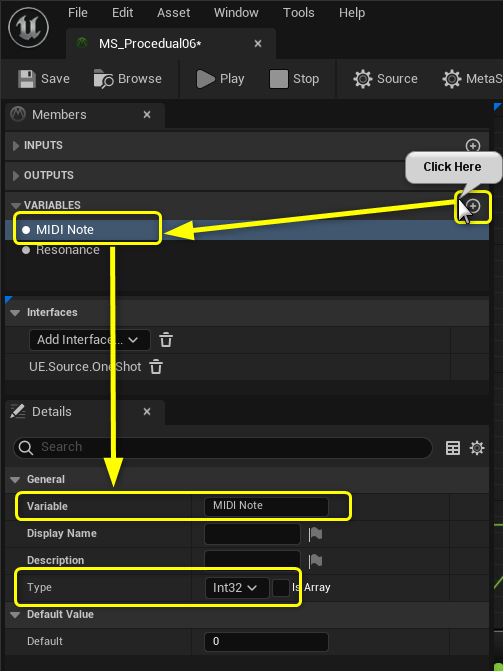 File Edit Asset Window Tools Help
MS_Procedual06*
Save Browse Play Stop Source MetaS
Members
INPUTS
Click Here
OUTPUTS
VARIABLES
MIDI Note
Resonance
Interfaces
Add Interface...
UE.Source.OneShot
Details
Search
General
Variable MIDI Note
Display Name
Description
Type Int32 Is Array
Default Value
Default 0